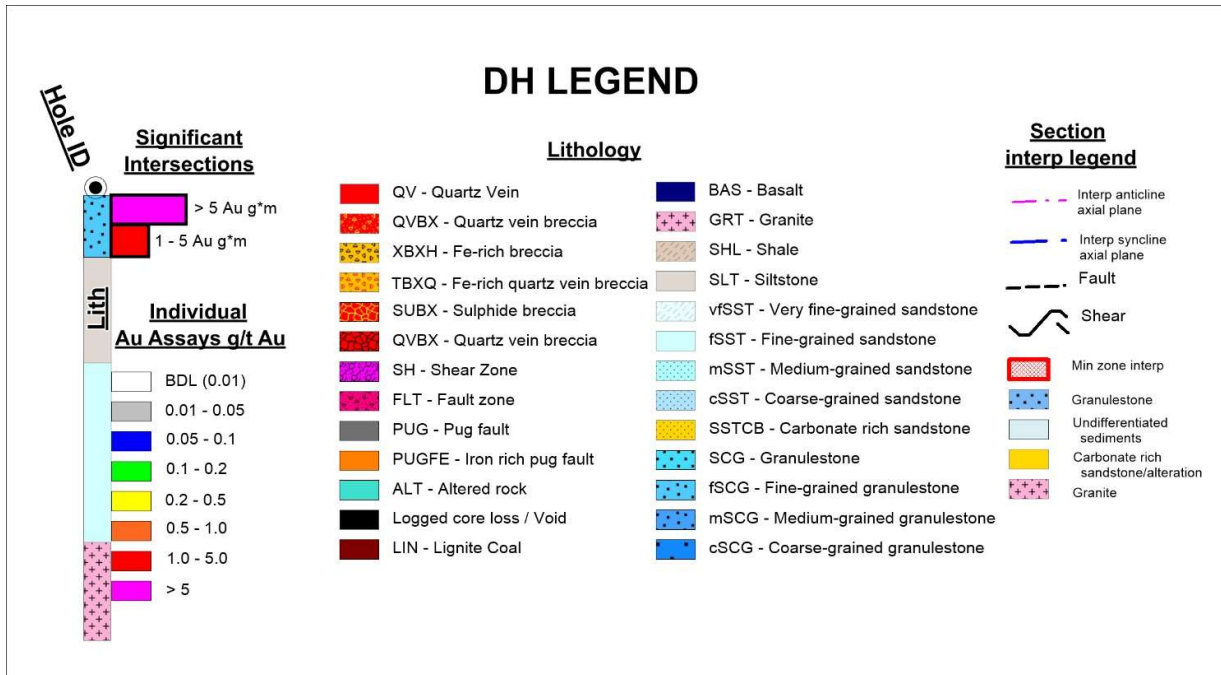 DH LEGEND
Hole ID
Significant
Intersections
> 5 Au g*m
1 - 5 Au g*m
Lith
Individual
Au Assays g/t Au
BDL (0.01)
0.01 - 0.05
0.05 - 0.1
0.1 - 0.2
0.2 - 0.5
0.5 - 1.0
1.0 - 5.0
> 5
Lithology
QV - Quartz Vein
QVBX - Quartz vein breccia
XBXH - Fe-rich breccia
TBXQ - Fe-rich quartz vein breccia
SUBX - Sulphide breccia
QVBX - Quartz vein breccia
SH - Shear Zone
FLT - Fault zone
PUG - Pug fault
PUGFE - Iron rich pug fault
ALT - Altered rock
Logged core loss / Void
LIN - Lignite Coal
BAS - Basalt
GRT - Granite
SHL - Shale
SLT - Siltstone
vfSST - Very fine-grained sandstone
fSST - Fine-grained sandstone
mSST - Medium-grained sandstone
cSST - Coarse-grained sandstone
SSTCB - Carbonate rich sandstone
SCG - Granulestone
fSCG - Fine-grained granulestone
mSCG - Medium-grained granulestone
cSCG - Coarse-grained granulestone
Section
interp legend
Interp anticline
axial plane
Interp syncline
axial plane
Fault
Shear
Min zone interp
Granulestone
Undifferentiated
sediments
Carbonate rich
sandstone/alteration
Granite